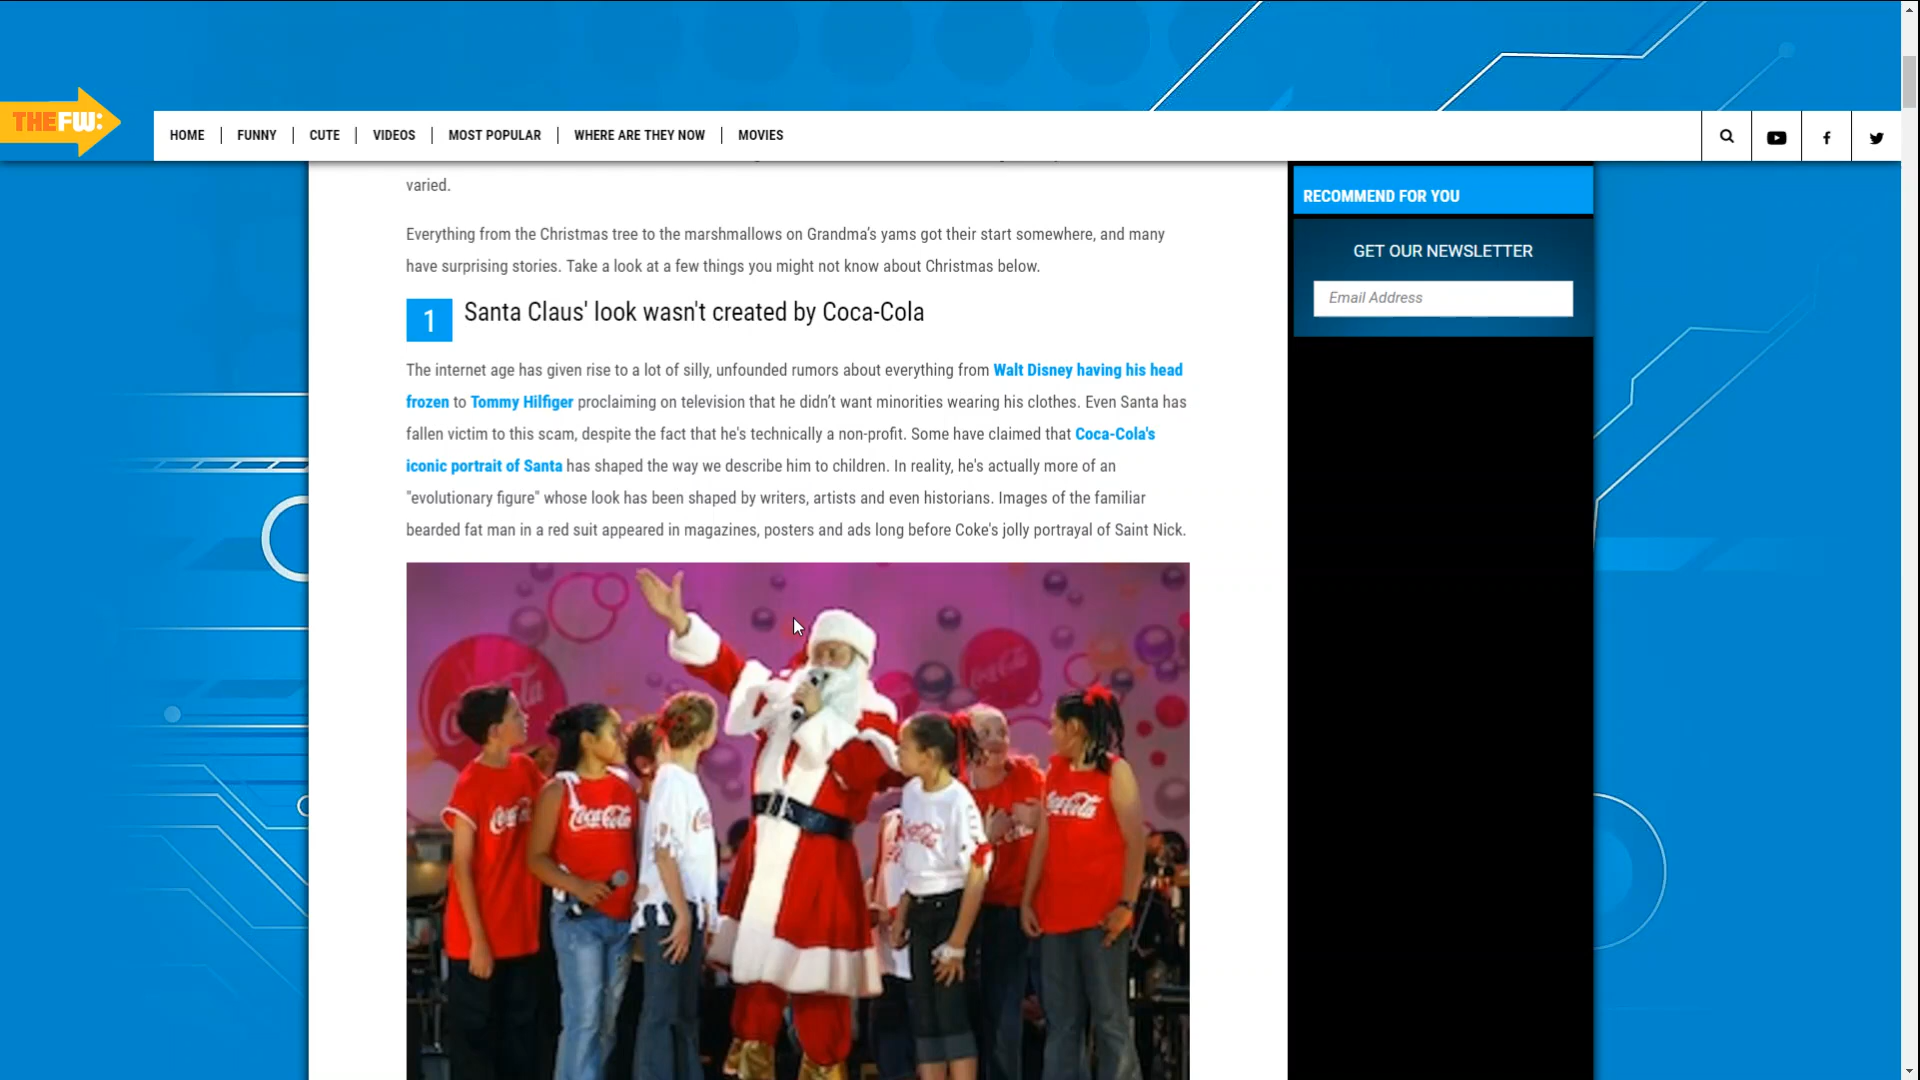 THEFW:
HOME
FUNNY
CUTE
VIDEOS
MOST POPULAR
WHERE ARE THEY NOW
MOVIES
varied.
Everything from the Christmas tree to the marshmallows on Grandma's yams got their start somewhere, and many
have surprising stories. Take a look at a few things you might not know about Christmas below.
1 Santa Claus' look wasn't created by Coca-Cola
The internet age has given rise to a lot of silly, unfounded rumors about everything from Walt Disney having his head
frozen to Tommy Hilfiger proclaiming on television that he didn't want minorities wearing his clothes. Even Santa has
fallen victim to this scam, despite the fact that he's technically a non-profit. Some have claimed that Coca-Cola's
iconic portrait of Santa has shaped the way we describe him to children. In reality, he's actually more of an
"evolutionary figure" whose look has been shaped by writers, artists and even historians. Images of the familiar
bearded fat man in a red suit appeared in magazines, posters and ads long before Coke's jolly portrayal of Saint Nick.
Coca-Cola
Coca-Cola
Coca-Cola
RECOMMEND FOR YOU
GET OUR NEWSLETTER
Email Address